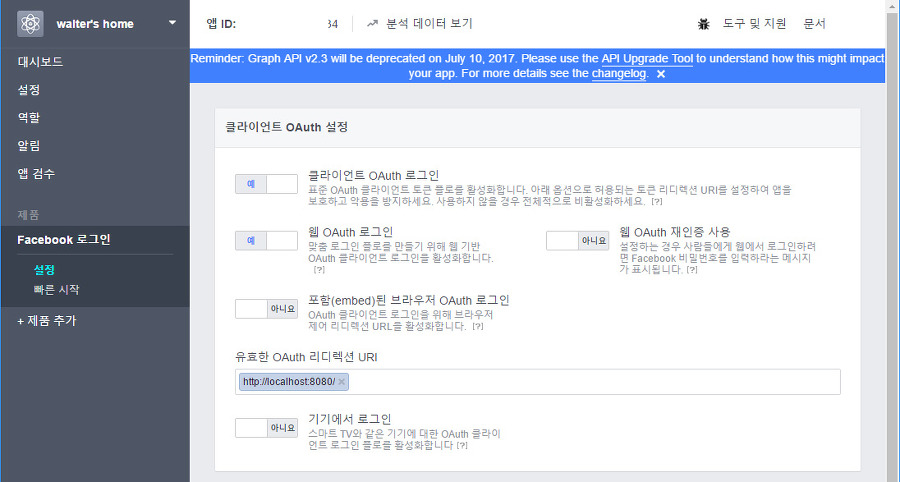 walter's home
앱 ID:
34
분석 데이터 보기
도구 및 지원
문서
Reminder: Graph API v2.3 will be deprecated on July 10, 2017. Please use the API Upgrade Tool to understand how this might impact
your app. For more details see the changelog. ×
대시보드
설정
역할
알림
앱 검수
제품
Facebook 로그인
설정
빠른 시작
+ 제품 추가
클라이언트 OAuth 설정
예
클라이언트 OAuth 로그인
표준 OAuth 클라이언트 토큰 플로를 활성화합니다. 아래 옵션으로 허용되는 토큰 리디렉션 URI를 설정하여 앱을
보호하고 악용을 방지하세요. 사용하지 않을 경우 전체적으로 비활성화하세요. [?]
예
웹 OAuth 로그인
맞춤 로그인 플로를 만들기 위해 웹 기반
OAuth 클라이언트 로그인을 활성화합니다.
[?]
아니요
웹 OAuth 재인증 사용
설정하는 경우 사람들에게 웹에서 로그인하려
면 Facebook 비밀번호를 입력하라는 메시지
가 표시됩니다. [?]
아니요
포함(embed)된 브라우저 OAuth 로그인
OAuth 클라이언트 로그인을 위해 브라우저
제어 리디렉션 URL을 활성화합니다. [?]
유효한 OAuth 리디렉션 URI
http://localhost:8080/ ×
아니요
기기에서 로그인
스마트 TV와 같은 기기에 대한 OAuth 클라이
언트 로그인 플로를 활성화합니다 [?]